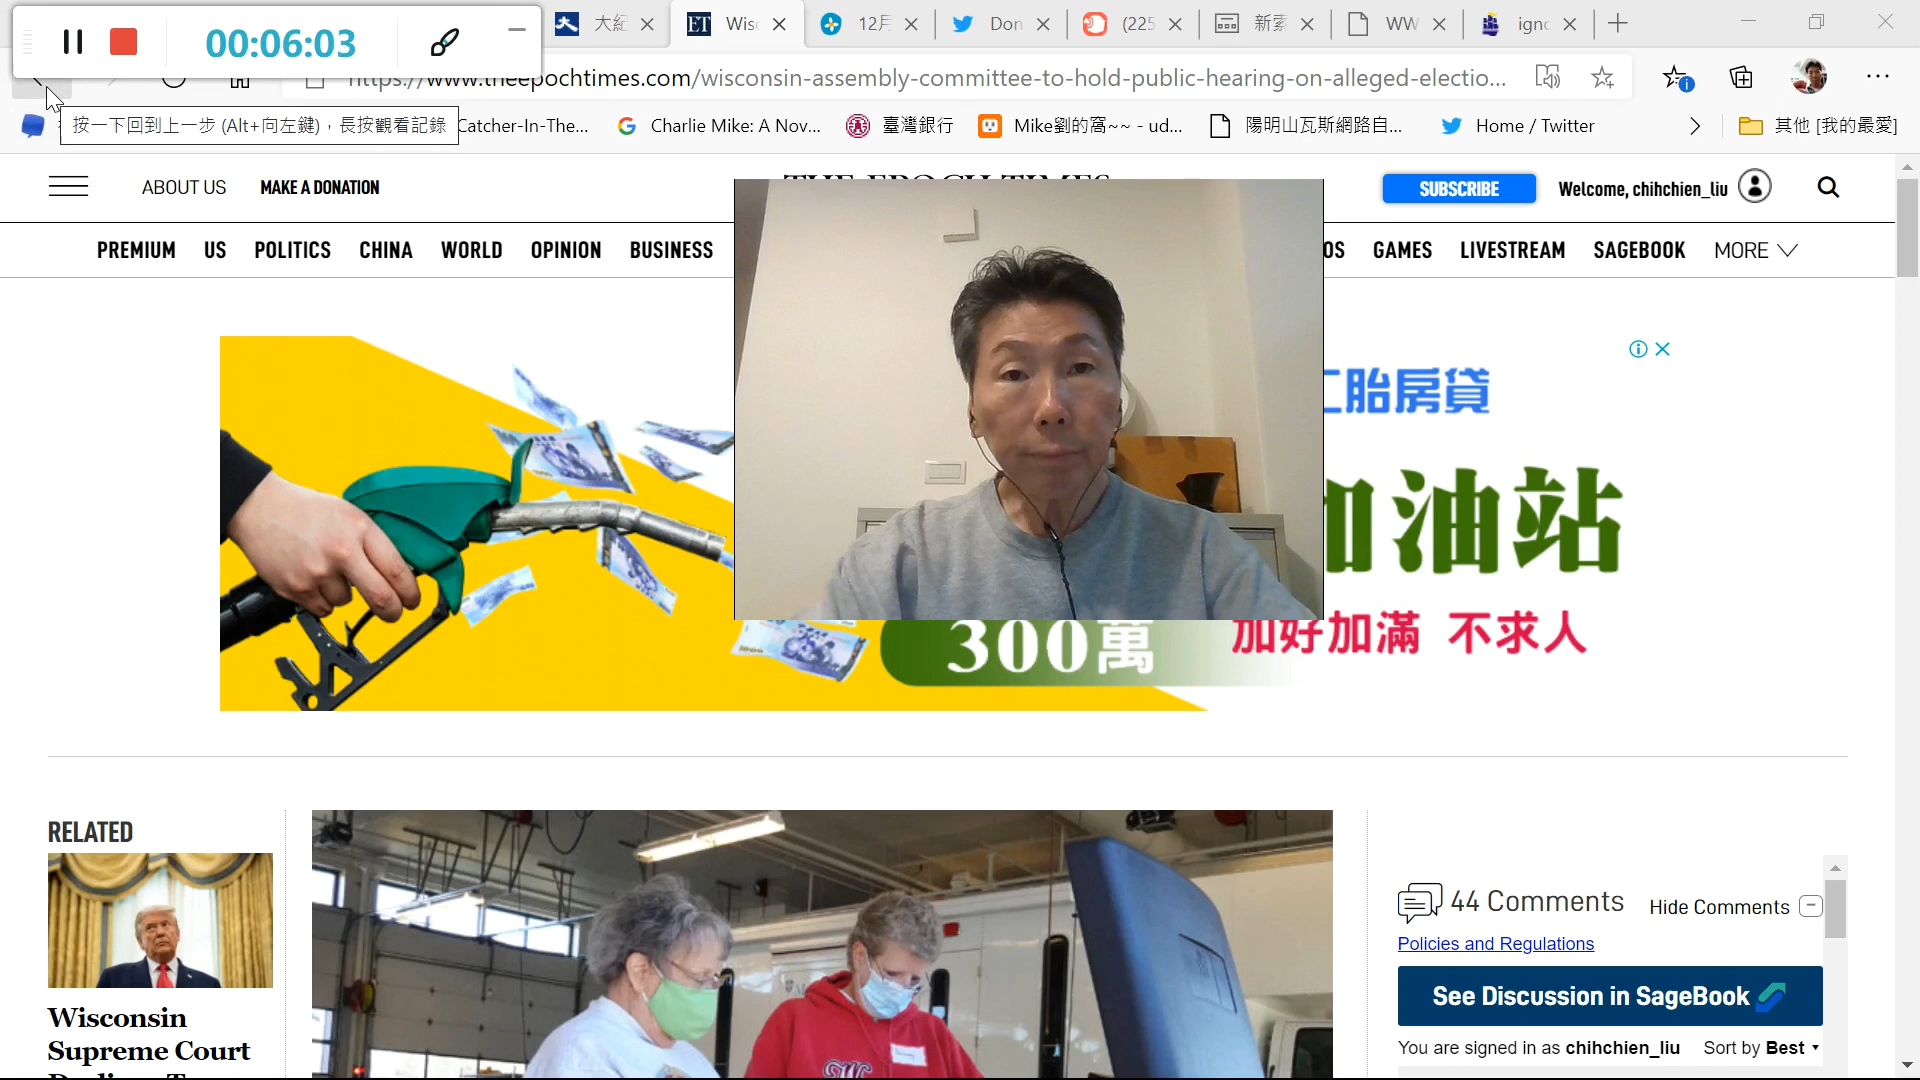 00:06:03
大紀
Wisc
12月
Don
(225
新索
WW
igno
https://www.theepochtimes.com/wisconsin-assembly-committee-to-hold-public-hearing-on-alleged-electio...
按一下回到上一步 (Alt+向左鍵)，長按觀看記錄
Catcher-In-The...
Charlie Mike: A Nov...
臺灣銀行
Mike劉的窩~~ - ud...
陽明山瓦斯網路自...
Home / Twitter
其他 [我的最愛]
ABOUT US
MAKE A DONATION
THE EPOCH TIMES
SUBSCRIBE
Welcome, chihchien_liu
PREMIUM
US
POLITICS
CHINA
WORLD
OPINION
BUSINESS
OS
GAMES
LIVESTREAM
SAGEBOOK
MORE
二胎房貸
加油站
300萬
加好加滿 不求人
RELATED
44 Comments
Hide Comments
Policies and Regulations
See Discussion in SageBook
Wisconsin
Supreme Court
You are signed in as chihchien_liu
Sort by Best